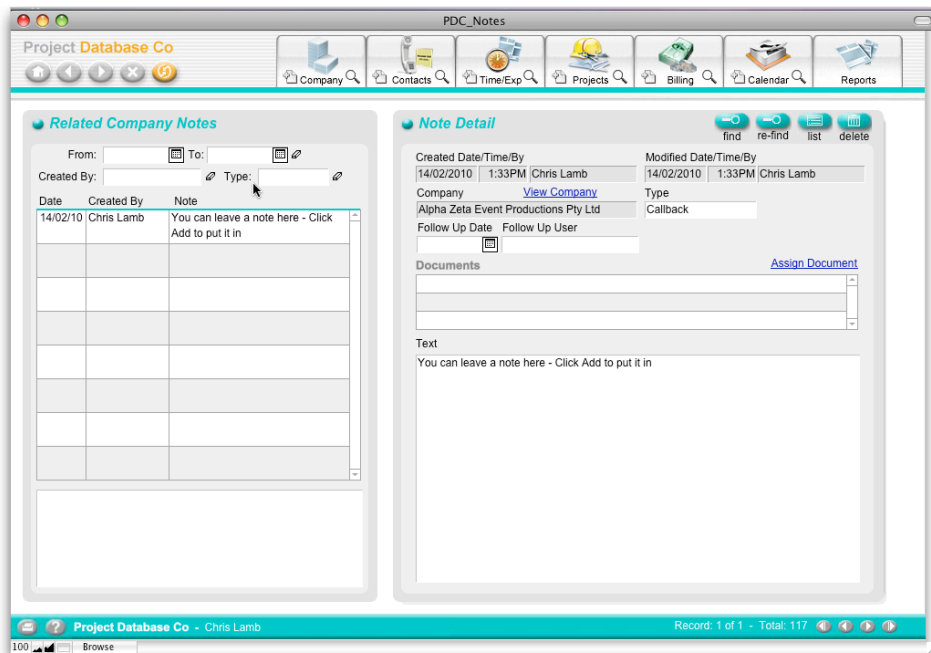 PDC_Notes
Project Database Co
Company
Contacts
Time/Exp
Projects
Billing
Calendar
Reports
Related Company Notes
From: To:
Created By: Type:
Date Created By Note
14/02/10 Chris Lamb You can leave a note here - Click
Add to put it in
Note Detail
find re-find list delete
Created Date/Time/By Modified Date/Time/By
14/02/2010 1:33PM Chris Lamb 14/02/2010 1:33PM Chris Lamb
Company View Company Type
Alpha Zeta Event Productions Pty Ltd Callback
Follow Up Date Follow Up User
Documents Assign Document
Text
You can leave a note here - Click Add to put it in
Project Database Co - Chris Lamb Record: 1 of 1 - Total: 117
100 Browse